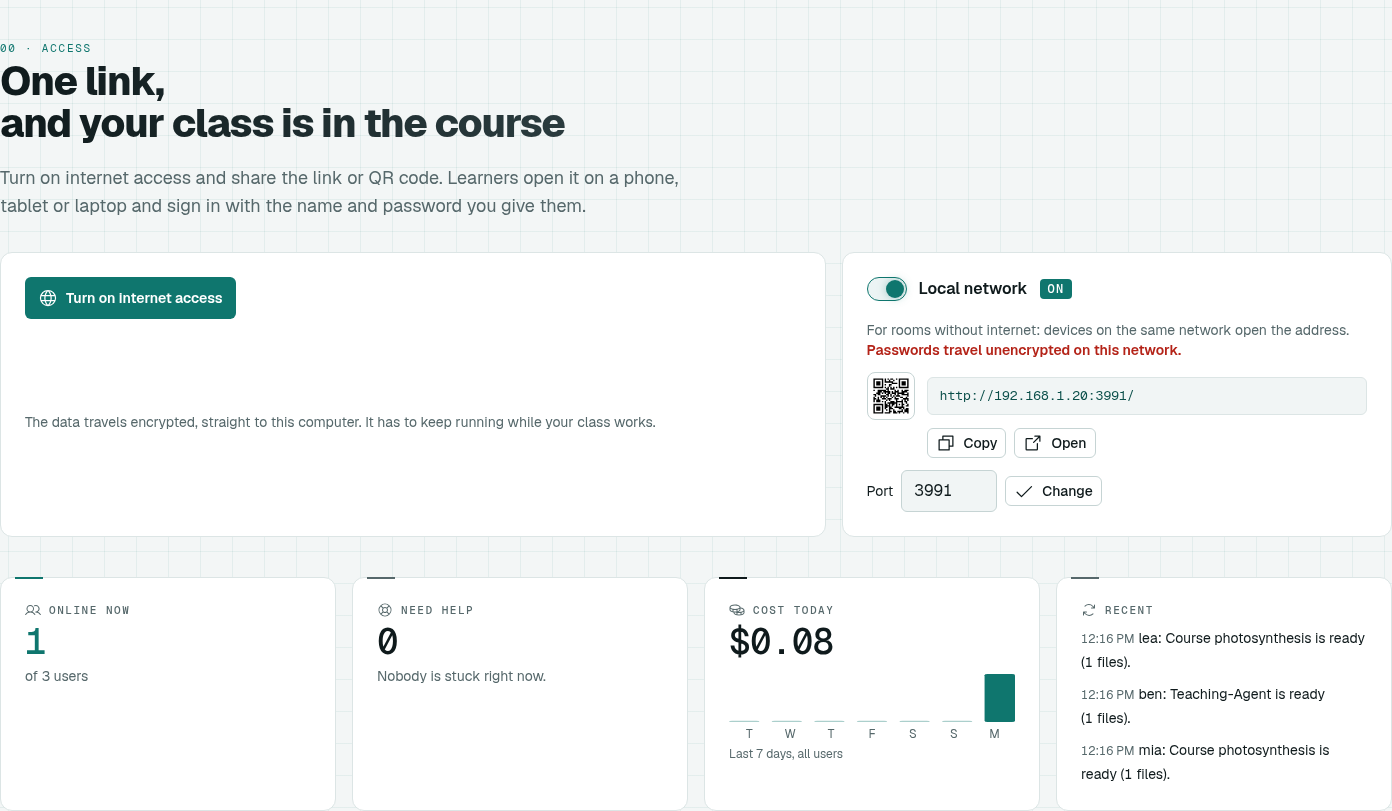 00 · ACCESS
One link,
and your class is in the course
Turn on internet access and share the link or QR code. Learners open it on a phone,
tablet or laptop and sign in with the name and password you give them.
Turn on internet access
The data travels encrypted, straight to this computer. It has to keep running while your class works.
Local network ON
For rooms without internet: devices on the same network open the address.
Passwords travel unencrypted on this network.
http://192.168.1.20:3991/
Copy Open
Port 3991 Change
ONLINE NOW
1
of 3 users
NEED HELP
0
Nobody is stuck right now.
COST TODAY
$0.08
T W T F S S M
Last 7 days, all users
RECENT
12:16 PM lea: Course photosynthesis is ready
(1 files).
12:16 PM ben: Teaching-Agent is ready
(1 files).
12:16 PM mia: Course photosynthesis is
ready (1 files).